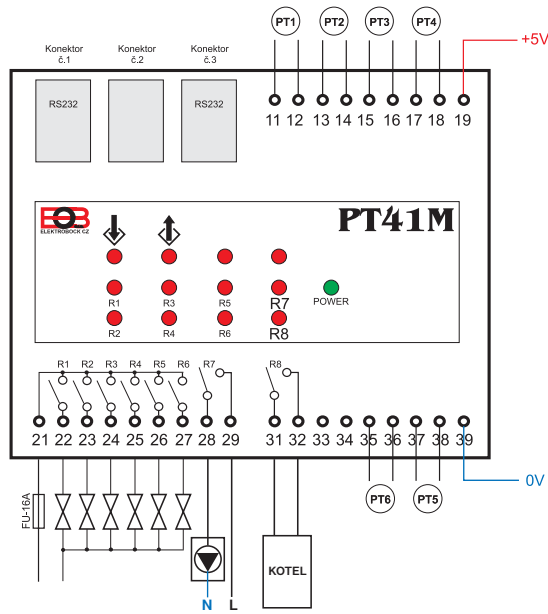 PT1 PT2 PT3 PT4
+5V
Konektor č.1
Konektor č.2
Konektor č.3
RS232
RS232
11 12 13 14 15 16 17 18 19
EOB
ELEKTROBOCK CZ
PT41M
R1 R3 R5 R7 POWER
R2 R4 R6 R8
R1 R2 R3 R4 R5 R6 R7 R8
21 22 23 24 25 26 27 28 29 31 32 33 34 35 36 37 38 39
FU-16A
PT6 PT5
0V
KOTEL
N L